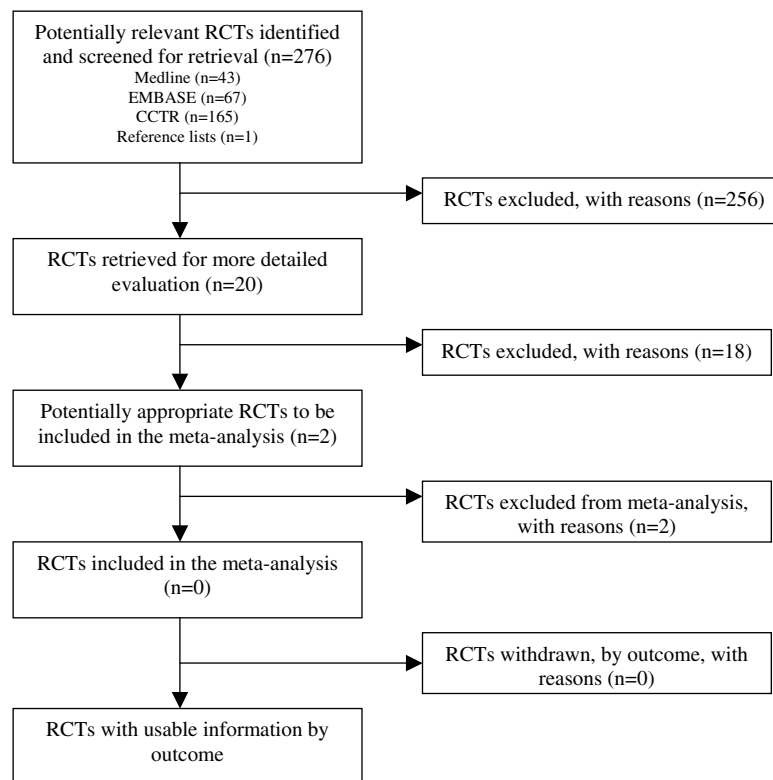 Potentially relevant RCTs identified
and screened for retrieval (n=276)
Medline (n=43)
EMBASE (n=67)
CCTR (n=165)
Reference lists (n=1)
RCTs excluded, with reasons (n=256)
RCTs retrieved for more detailed
evaluation (n=20)
RCTs excluded, with reasons (n=18)
Potentially appropriate RCTs to be
included in the meta-analysis (n=2)
RCTs excluded from meta-analysis,
with reasons (n=2)
RCTs included in the meta-analysis
(n=0)
RCTs withdrawn, by outcome, with
reasons (n=0)
RCTs with usable information by
outcome